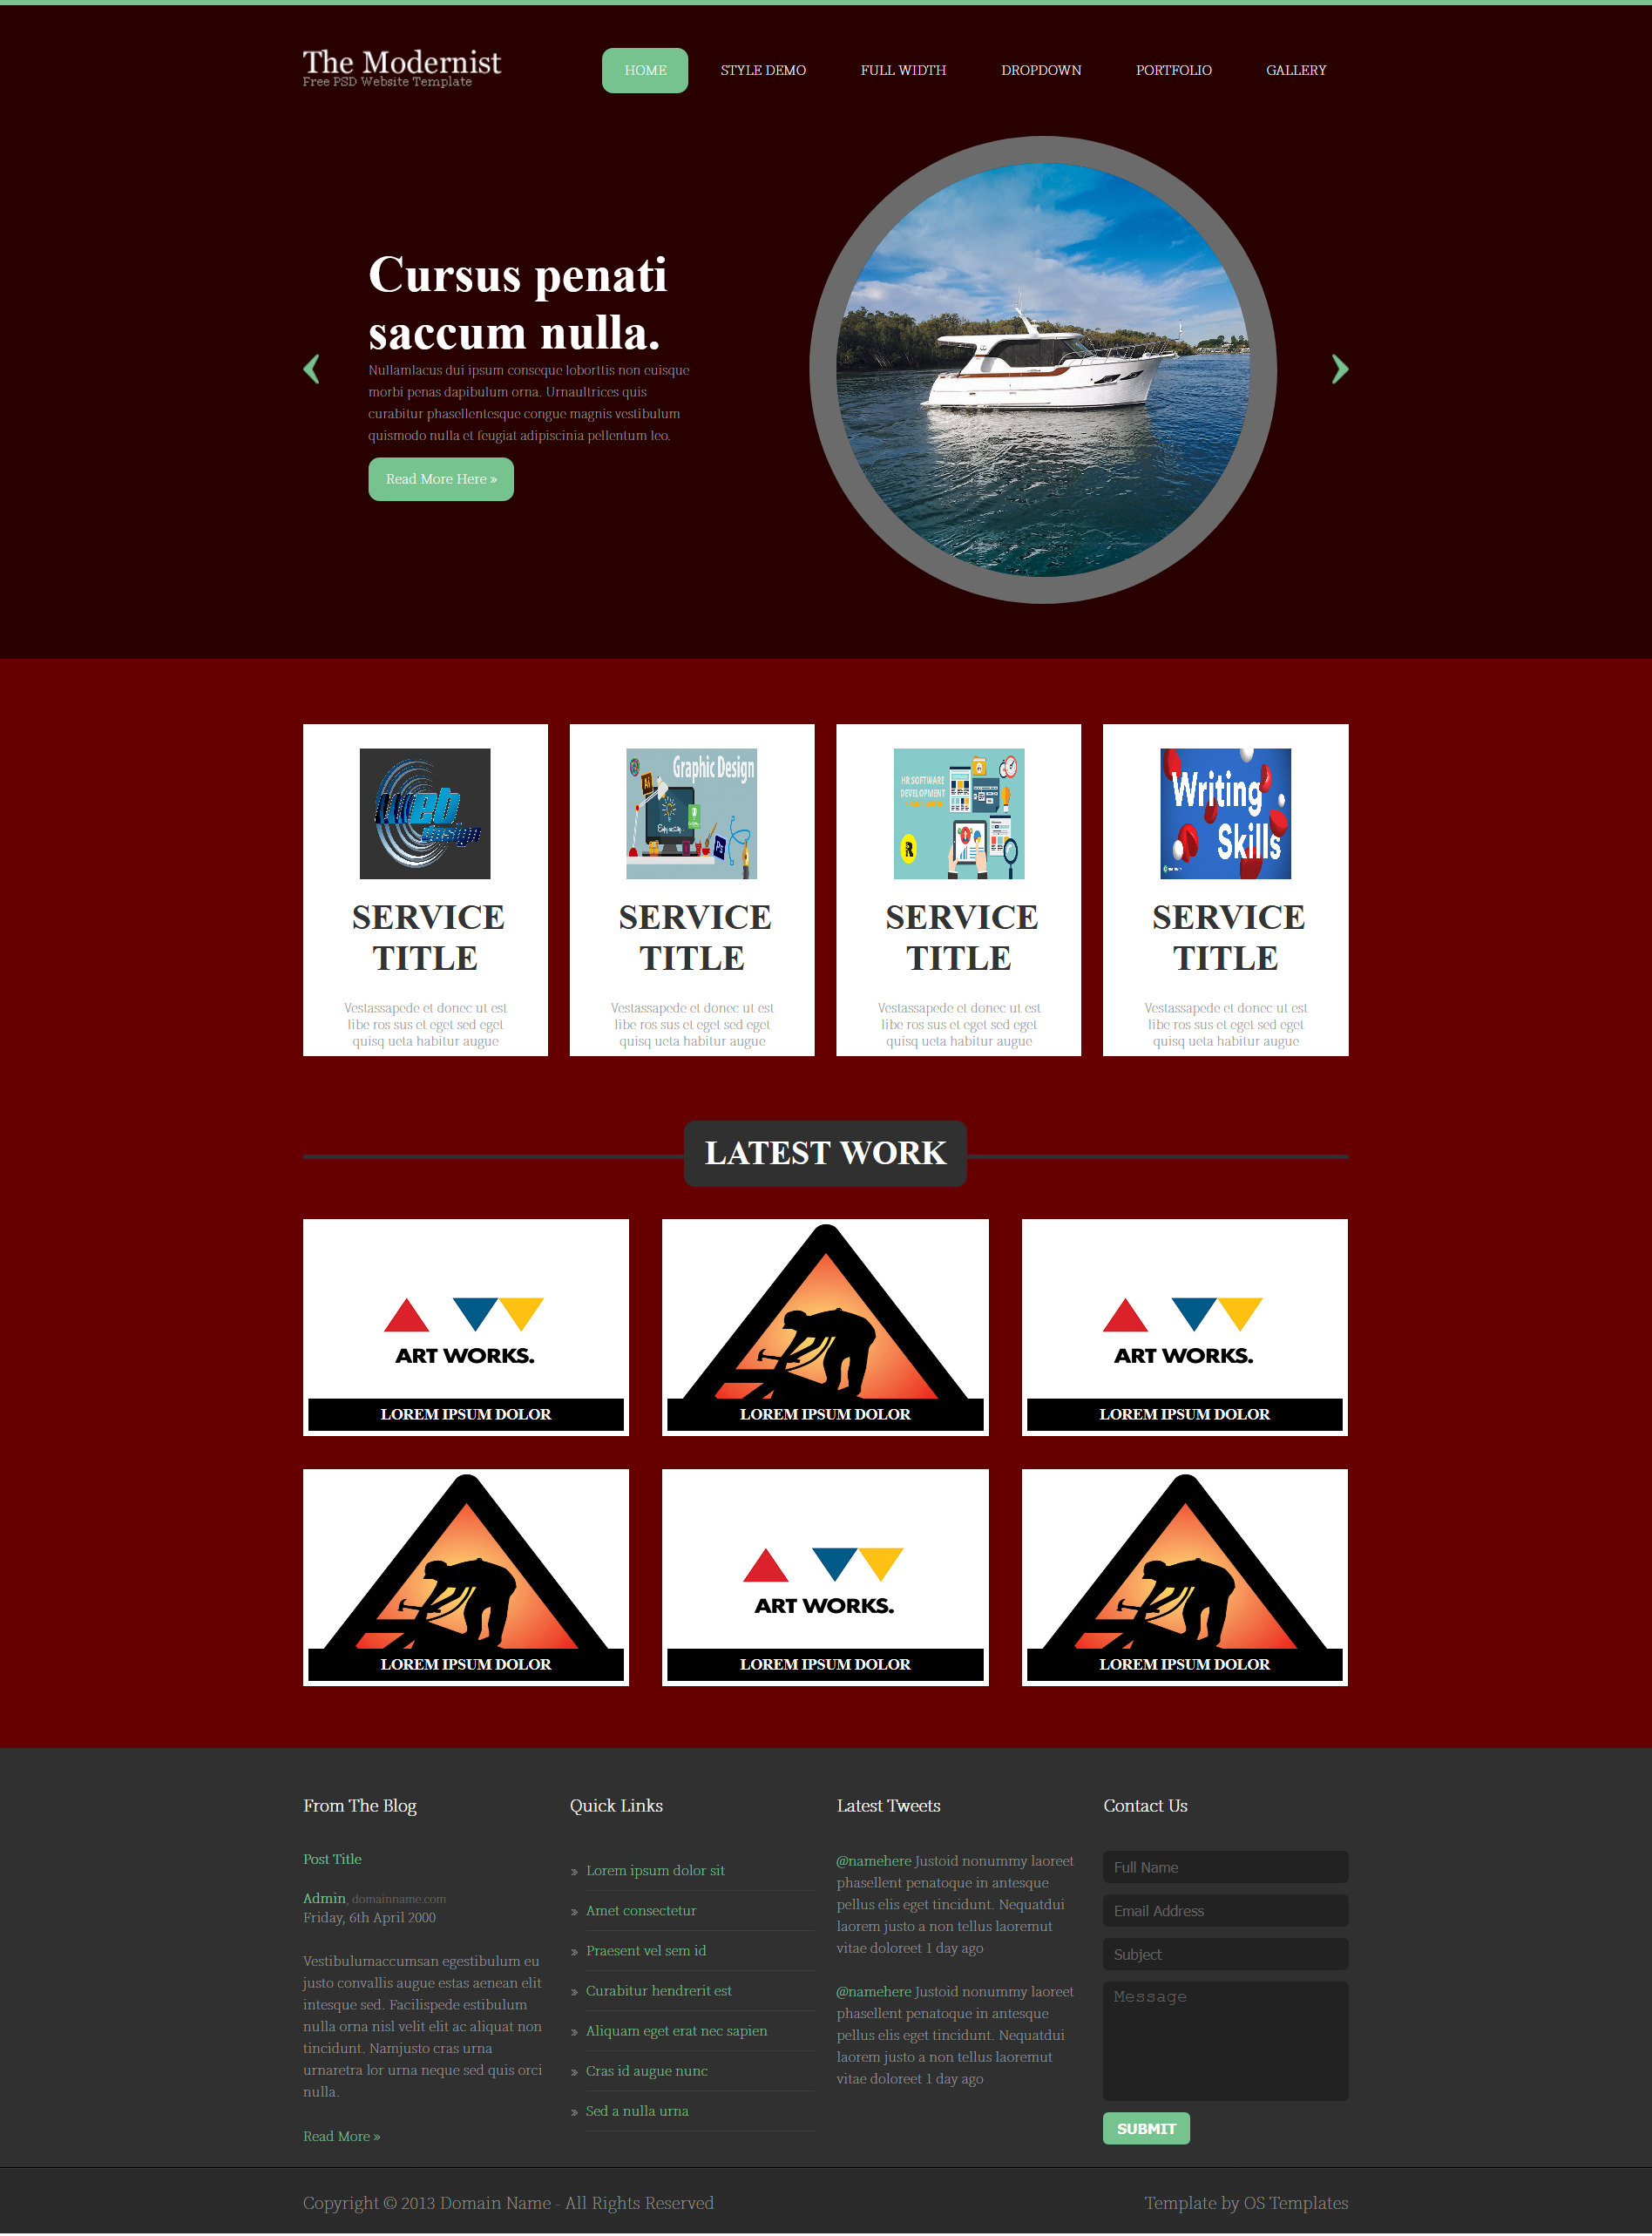 The Modernist
Free PSD Website Template
HOME STYLE DEMO FULL WIDTH DROPDOWN PORTFOLIO GALLERY
Cursus penati
saccum nulla.
Nullamlacus dui ipsum conseque loborttis non euisque
morbi penas dapibulum orna. Urnaultrices quis
curabitur phasellentesque congue magnis vestibulum
quismodo nulla et feugiat adipiscinia pellentum leo.
Read More Here »
Web
design
SERVICE
TITLE
Vestassapede et donec ut est
libe ros sus et eget sed eget
quisq ueta habitur augue
Graphic Design
Ai
Ps
SERVICE
TITLE
Vestassapede et donec ut est
libe ros sus et eget sed eget
quisq ueta habitur augue
HR SOFTWARE
DEVELOPMENT
R
SERVICE
TITLE
Vestassapede et donec ut est
libe ros sus et eget sed eget
quisq ueta habitur augue
Writing
Skills
SERVICE
TITLE
Vestassapede et donec ut est
libe ros sus et eget sed eget
quisq ueta habitur augue
LATEST WORK
ART WORKS.
LOREM IPSUM DOLOR
LOREM IPSUM DOLOR
ART WORKS.
LOREM IPSUM DOLOR
LOREM IPSUM DOLOR
ART WORKS.
LOREM IPSUM DOLOR
LOREM IPSUM DOLOR
From The Blog
Post Title
Admin, domainname.com
Friday, 6th April 2000
Vestibulumaccumsan egestibulum eu
justo convallis augue estas aenean elit
intesque sed. Facilispede estibulum
nulla orna nisl velit elit ac aliquat non
tincidunt. Namjusto cras urna
urnaretra lor urna neque sed quis orci
nulla.
Read More »
Quick Links
» Lorem ipsum dolor sit
» Amet consectetur
» Praesent vel sem id
» Curabitur hendrerit est
» Aliquam eget erat nec sapien
» Cras id augue nunc
» Sed a nulla urna
Latest Tweets
@namehere Justoid nonummy laoreet
phasellent penatoque in antesque
pellus elis eget tincidunt. Nequatdui
laorem justo a non tellus laoremut
vitae doloreet 1 day ago
@namehere Justoid nonummy laoreet
phasellent penatoque in antesque
pellus elis eget tincidunt. Nequatdui
laorem justo a non tellus laoremut
vitae doloreet 1 day ago
Contact Us
Full Name
Email Address
Subject
Message
SUBMIT
Copyright © 2013 Domain Name - All Rights Reserved
Template by OS Templates